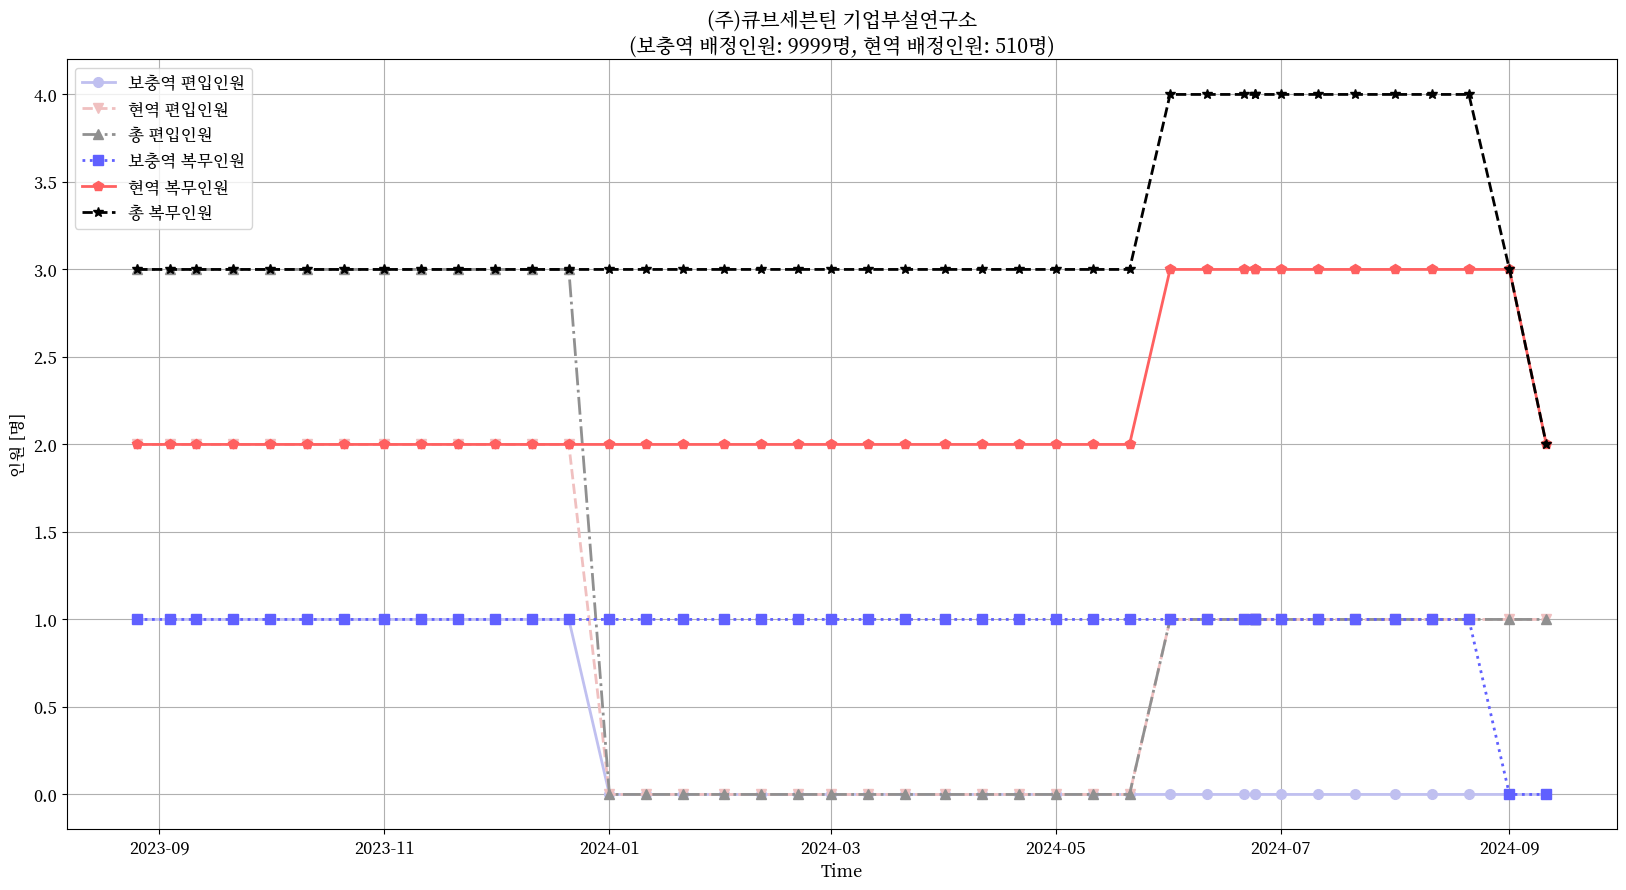 (주)큐브세븐틴 기업부설연구소
(보충역 배정인원: 9999명, 현역 배정인원: 510명)
보충역 편입인원
현역 편입인원
총 편입인원
보충역 복무인원
현역 복무인원
총 복무인원
4.0
3.5
3.0
2.5
2.0
1.5
1.0
0.5
0.0
인원 [명]
2023-09
2023-11
2024-01
2024-03
2024-05
2024-07
2024-09
Time